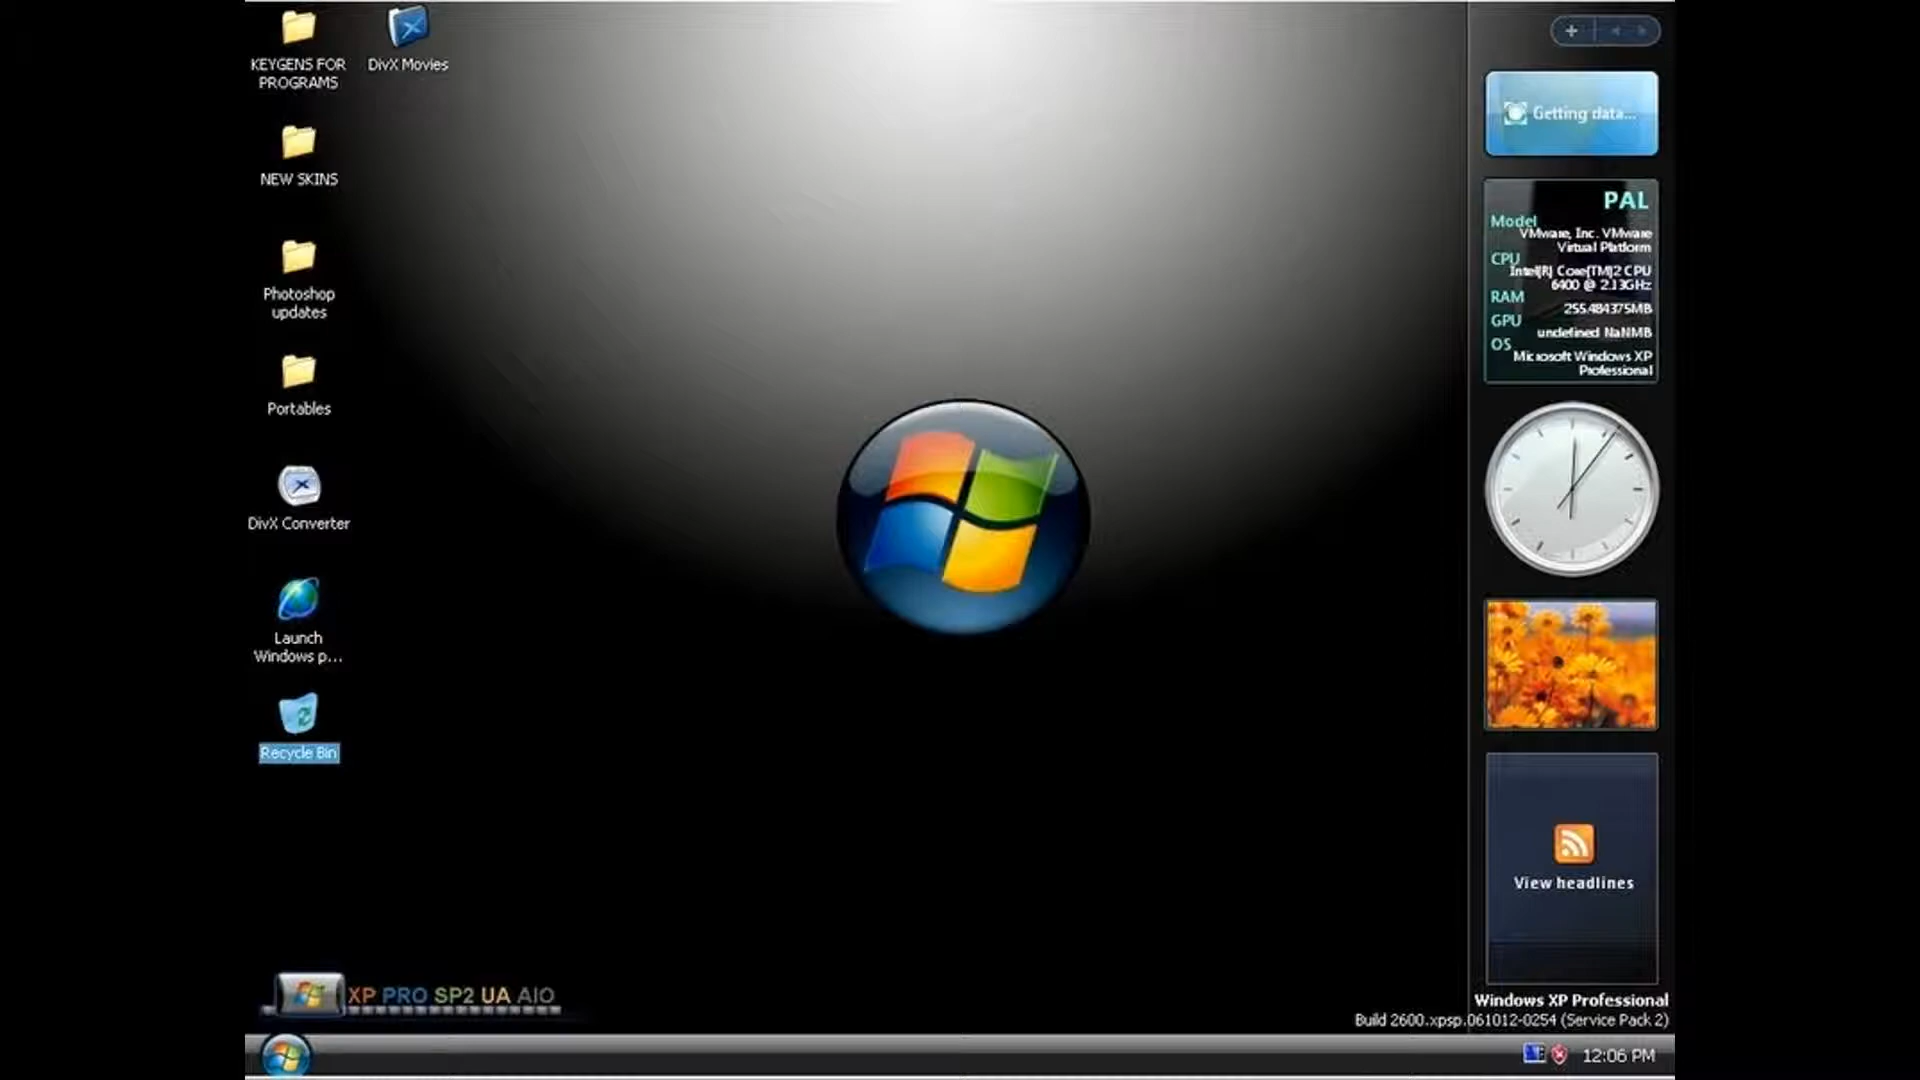 KEYGENS FOR
PROGRAMS
DivX Movies
NEW SKINS
Photoshop
updates
Portables
DivX Converter
Launch
Windows p...
Recycle Bin
XP PRO SP2 UA AIO
Getting data...
PAL
Model
VMware, Inc. VMware
Virtual Platform
CPU
Intel(R) Core(TM)2 CPU
6400 @ 2.13GHz
RAM
255.484375MB
GPU
undefined NaNMB
OS
Microsoft Windows XP
Professional
View headlines
Windows XP Professional
Build 2600.xpsp.061012-0254 (Service Pack 2)
12:06 PM